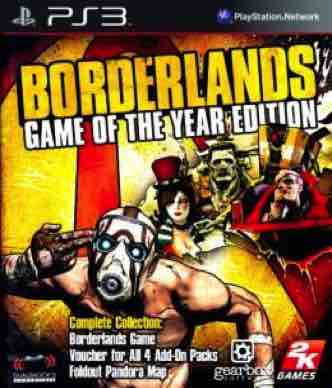 PS3
PlayStation Network
BORDERLANDS
GAME OF THE YEAR EDITION
Complete Collection:
Borderlands Game
Voucher for All 4 Add-On Packs
Foldout Pandora Map
gearbox
SOFTWARE
2K
GAMES